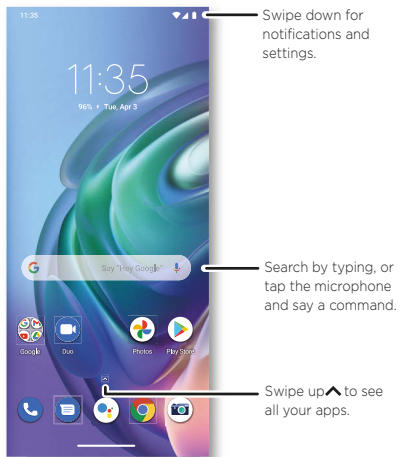 11:35
Swipe down for
notifications and
settings.
11:35
96% • Tue, Apr 3
G Say "Hey Google"
Search by typing, or
tap the microphone
and say a command.
Google Duo Photos Play Store
Swipe up to see
all your apps.